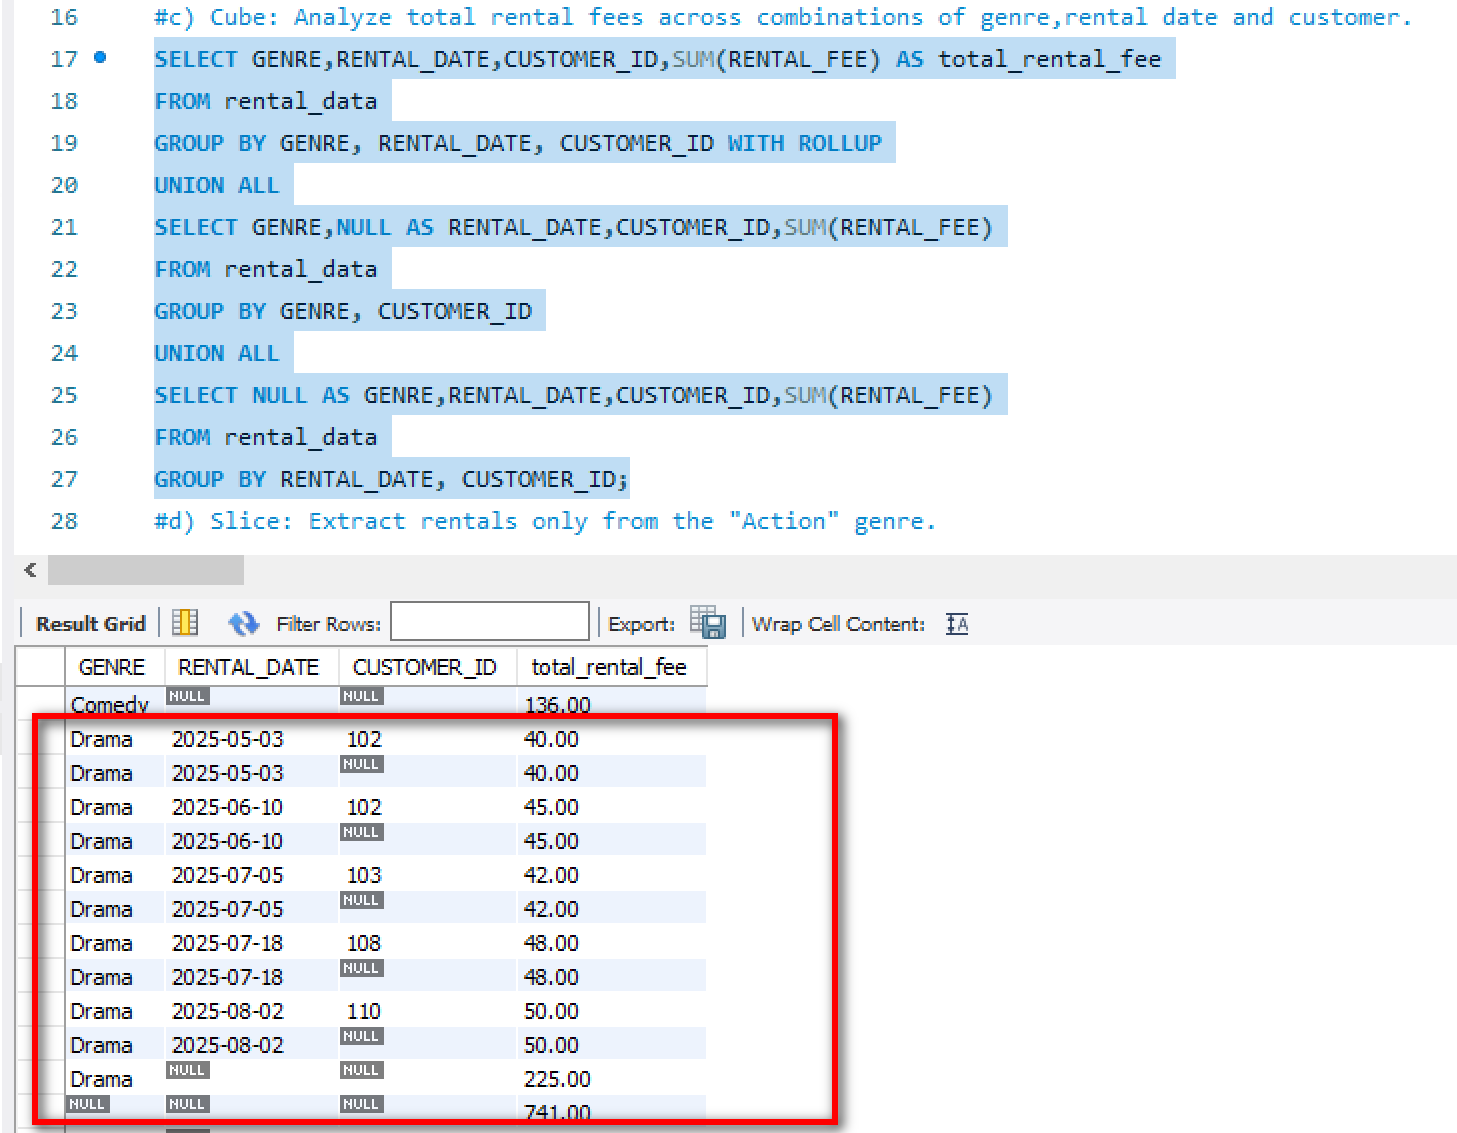 16 #c) Cube: Analyze total rental fees across combinations of genre,rental date and customer.
17 SELECT GENRE,RENTAL_DATE,CUSTOMER_ID,SUM(RENTAL_FEE) AS total_rental_fee
18 FROM rental_data
19 GROUP BY GENRE, RENTAL_DATE, CUSTOMER_ID WITH ROLLUP
20 UNION ALL
21 SELECT GENRE,NULL AS RENTAL_DATE,CUSTOMER_ID,SUM(RENTAL_FEE)
22 FROM rental_data
23 GROUP BY GENRE, CUSTOMER_ID
24 UNION ALL
25 SELECT NULL AS GENRE,RENTAL_DATE,CUSTOMER_ID,SUM(RENTAL_FEE)
26 FROM rental_data
27 GROUP BY RENTAL_DATE, CUSTOMER_ID;
28 #d) Slice: Extract rentals only from the "Action" genre.
Result Grid Filter Rows: Export: Wrap Cell Content: IA
GENRE RENTAL_DATE CUSTOMER_ID total_rental_fee
Comedy NULL NULL 136.00
Drama 2025-05-03 102 40.00
Drama 2025-05-03 NULL 40.00
Drama 2025-06-10 102 45.00
Drama 2025-06-10 NULL 45.00
Drama 2025-07-05 103 42.00
Drama 2025-07-05 NULL 42.00
Drama 2025-07-18 108 48.00
Drama 2025-07-18 NULL 48.00
Drama 2025-08-02 110 50.00
Drama 2025-08-02 NULL 50.00
Drama NULL NULL 225.00
NULL NULL NULL 741.00